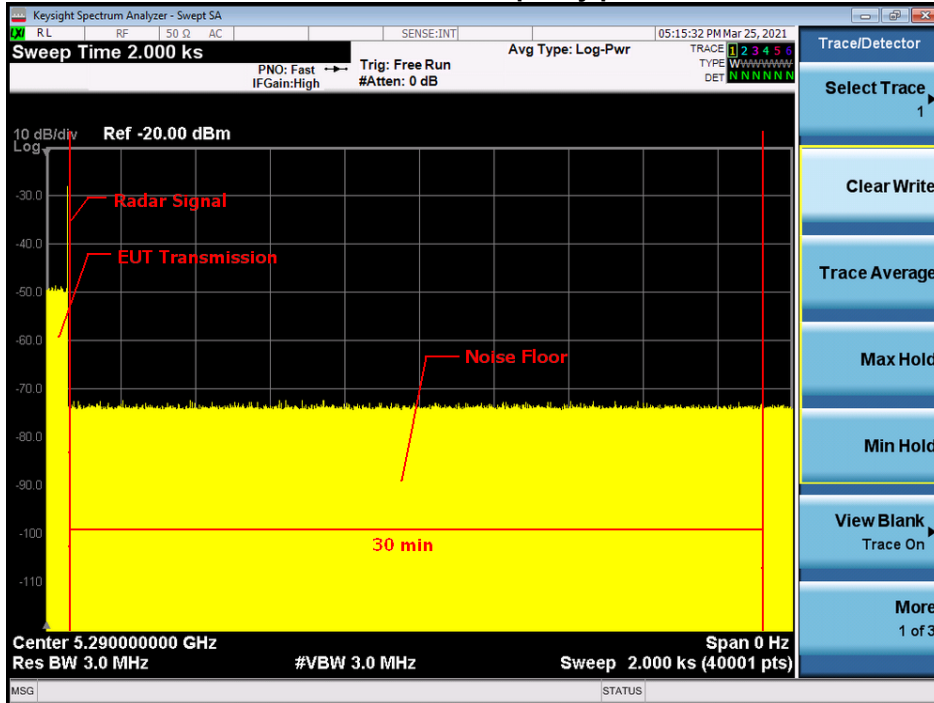 Keysight Spectrum Analyzer - Swept SA
LXI RL RF 50 Ω AC SENSE:INT 05:15:32 PM Mar 25, 2021
Sweep Time 2.000 ks
Avg Type: Log-Pwr
TRACE 1 2 3 4 5 6
PNO: Fast Trig: Free Run
TYPE WWWWWW
IFGain:High #Atten: 0 dB
DET N N N N N N
10 dB/div Ref -20.00 dBm
Log
-30.0
Radar Signal
-40.0
EUT Transmission
-50.0
-60.0
Noise Floor
-70.0
-80.0
-90.0
-100
30 min
-110
Center 5.290000000 GHz Span 0 Hz
Res BW 3.0 MHz #VBW 3.0 MHz Sweep 2.000 ks (40001 pts)
MSG STATUS
Trace/Detector
Select Trace
1
Clear Write
Trace Average
Max Hold
Min Hold
View Blank
Trace On
More
1 of 3